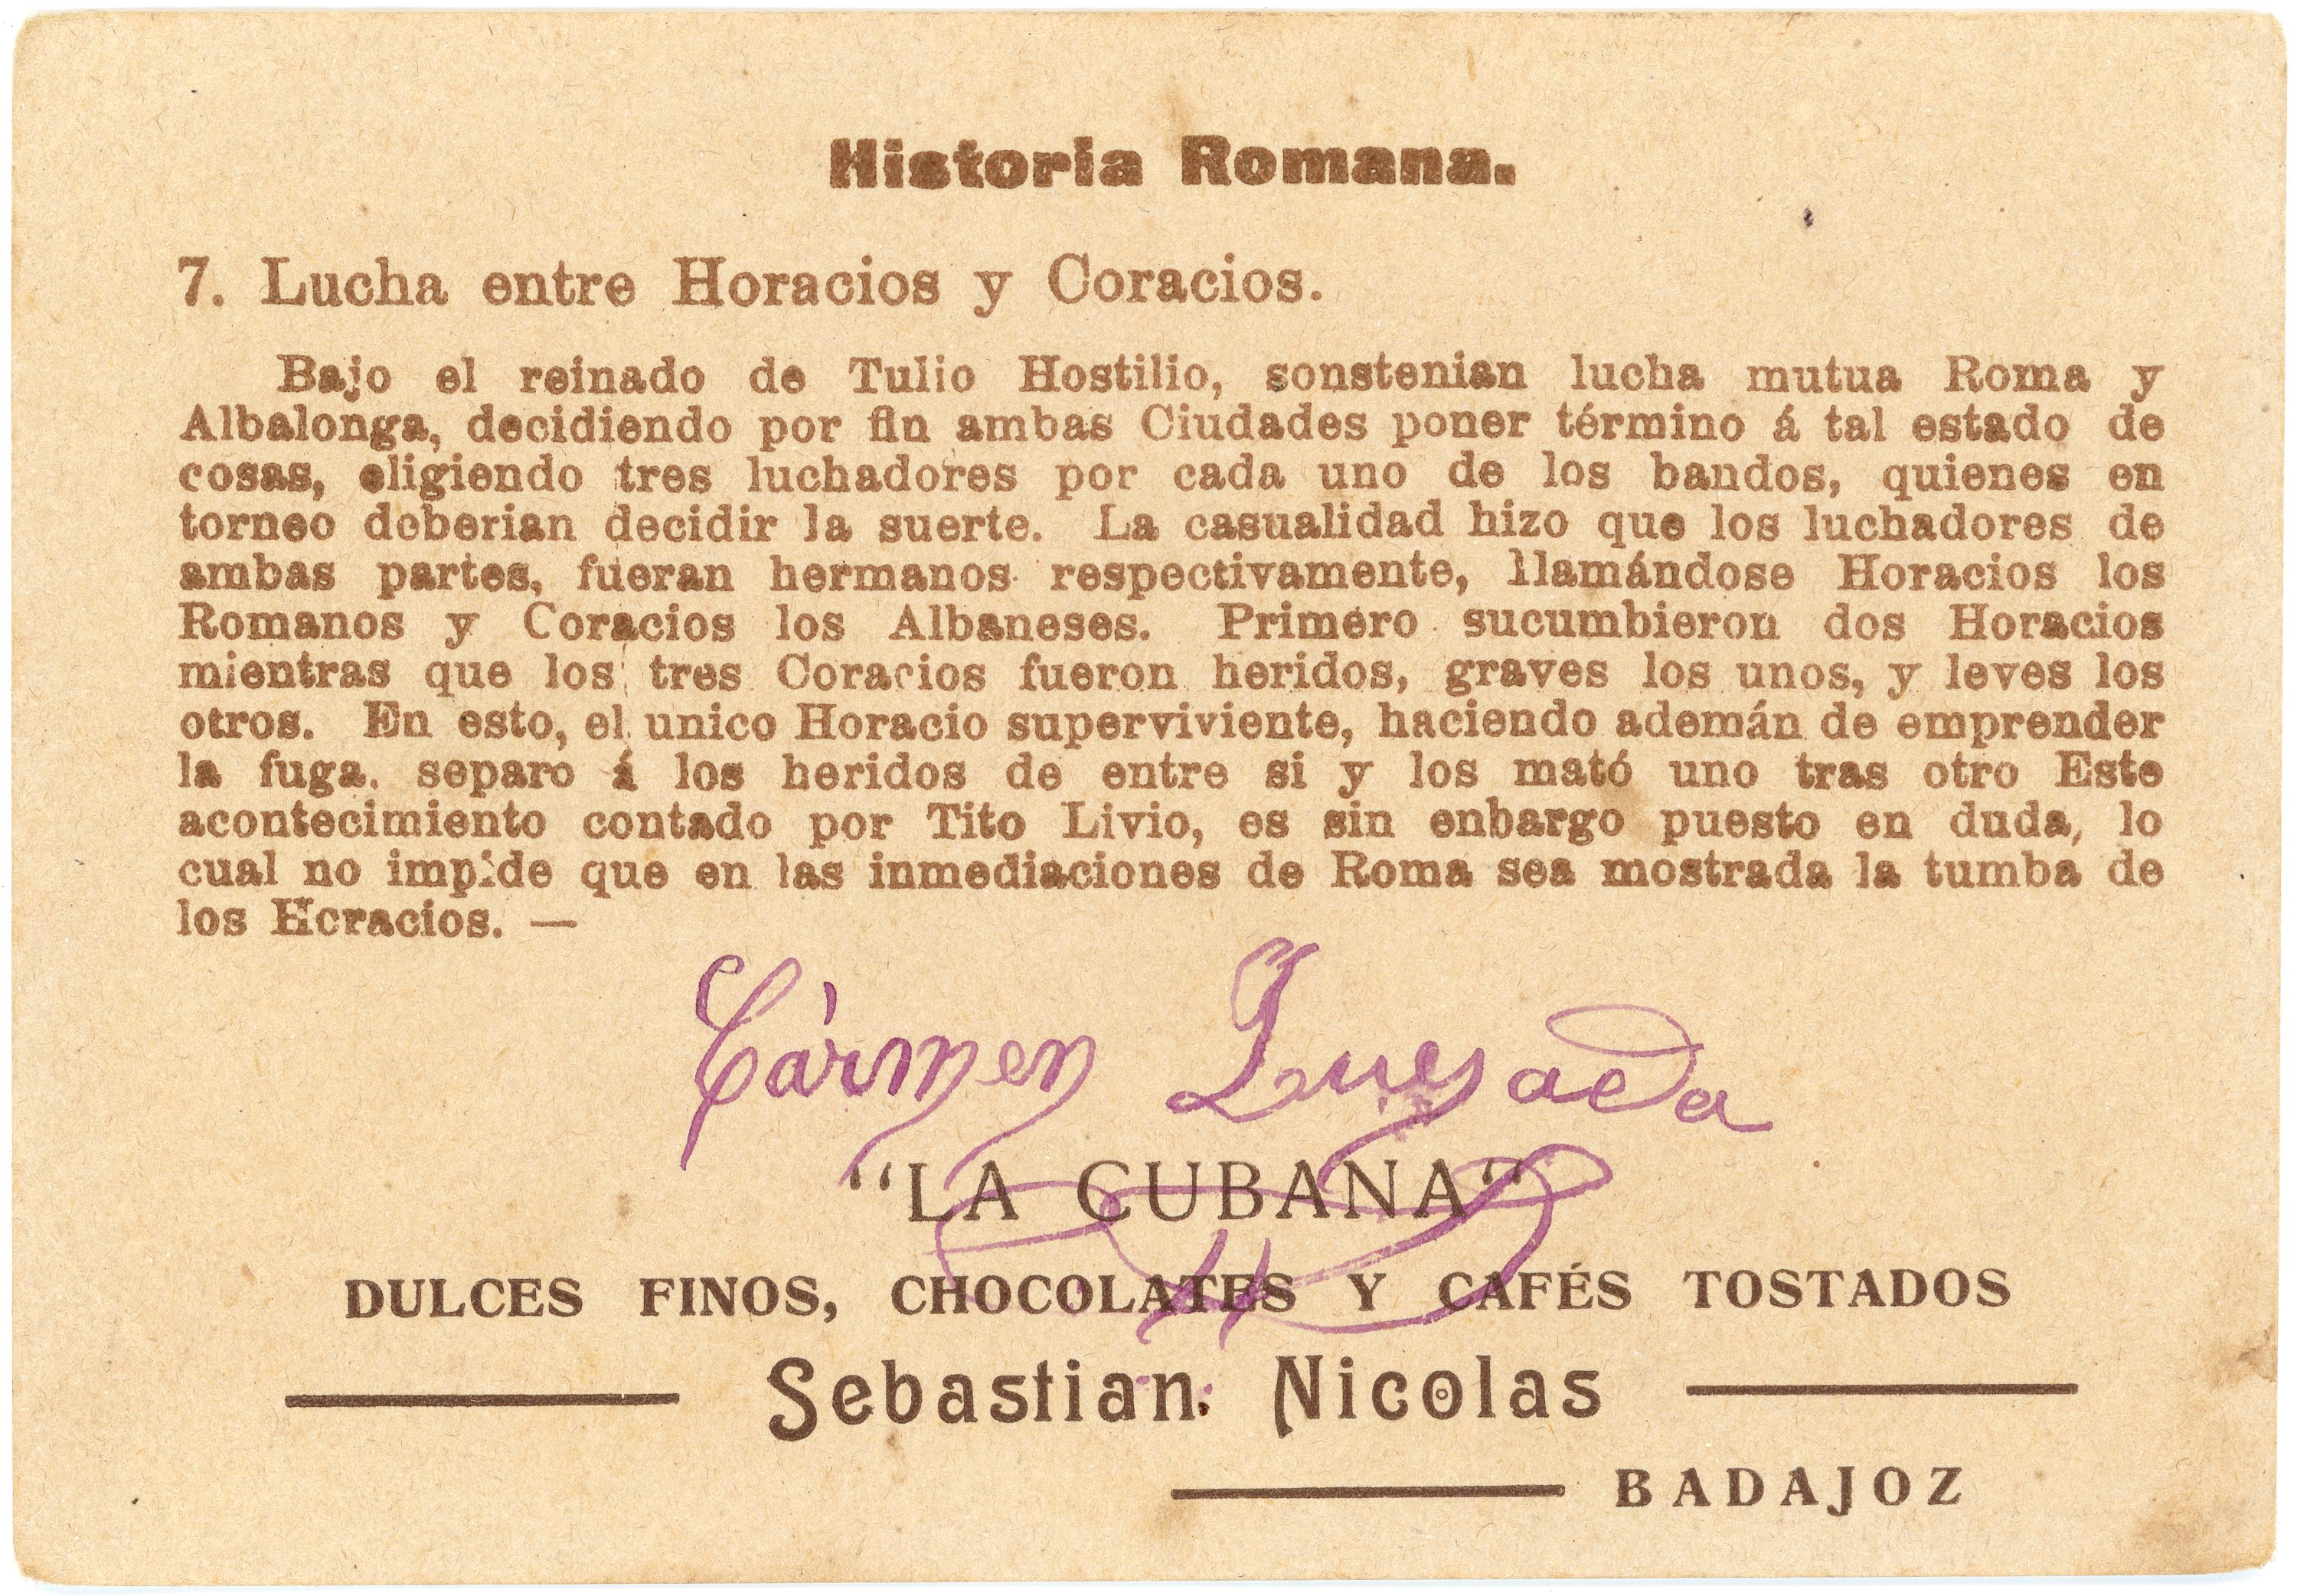 Historia Romana.
7. Lucha entre Horacios y Coracios.
Bajo el reinado de Tulio Hostilio, sonstenian lucha mutua Roma y
Albalonga, decidiendo por fin ambas Ciudades poner término á tal estado de
cosas, eligiendo tres luchadores por cada uno de los bandos, quienes en
torneo deberian decidir la suerte. La casualidad hizo que los luchadores de
ambas partes, fueran hermanos respectivamente, llamándose Horacios los
Romanos y Coracios los Albaneses. Primero sucumbieron dos Horacios
mientras que los tres Coracios fueron heridos, graves los unos, y leves los
otros. En esto, el unico Horacio superviviente, haciendo ademán de emprender
la fuga. separo á los heridos de entre si y los mató uno tras otro Este
acontecimiento contado por Tito Livio, es sin enbargo puesto en duda, lo
cual no impide que en las inmediaciones de Roma sea mostrada la tumba de
los Horacios. —
Cármen Quesada
"LA CUBANA"
DULCES FINOS, CHOCOLATES Y CAFÉS TOSTADOS
Sebastian Nicolas
BADAJOZ